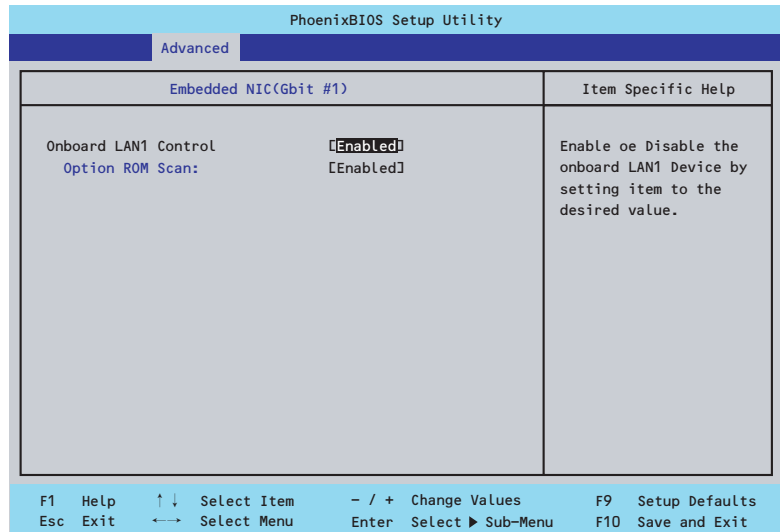 PhoenixBIOS Setup Utility
Advanced
Embedded NIC(Gbit #1)
Item Specific Help
Onboard LAN1 Control [Enabled]
Option ROM Scan: [Enabled]
Enable oe Disable the
onboard LAN1 Device by
setting item to the
desired value.
F1 Help ↑↓ Select Item - / + Change Values F9 Setup Defaults
Esc Exit ←→ Select Menu Enter Select ▶ Sub-Menu F10 Save and Exit